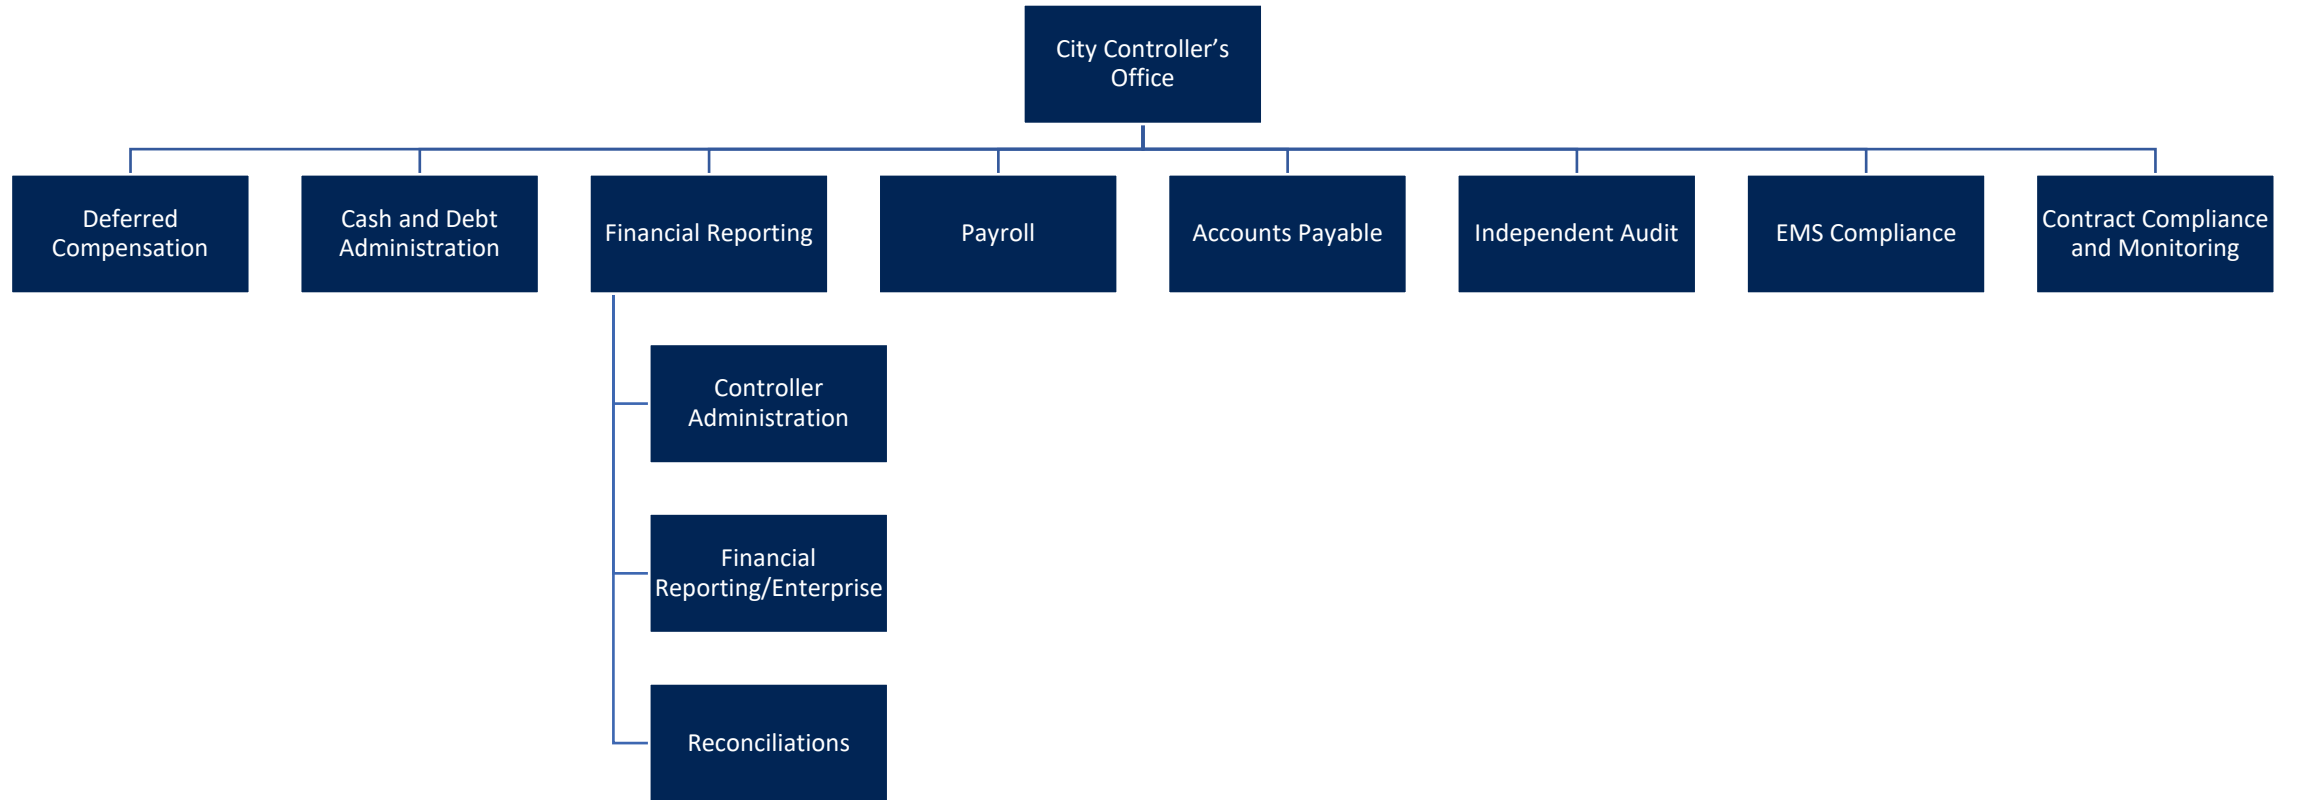 City Controller’s
Office
Deferred
Compensation
Cash and Debt
Administration
Financial Reporting
Payroll
Accounts Payable
Independent Audit
EMS Compliance
Contract Compliance
and Monitoring
Controller
Administration
Financial
Reporting/Enterprise
Reconciliations